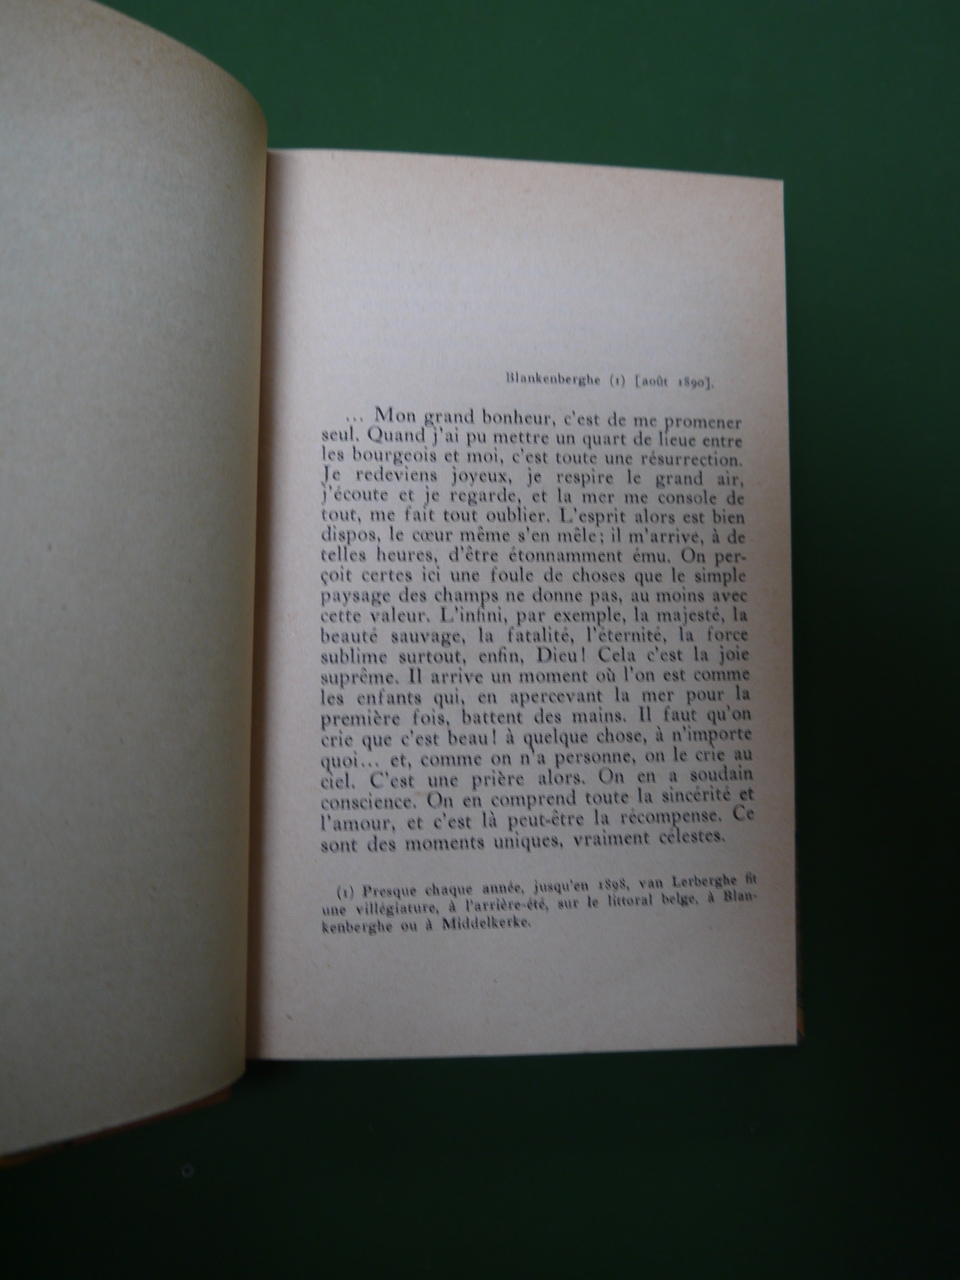 Blankenberghe (1) [août 1890].
... Mon grand bonheur, c'est de me promener
seul. Quand j'ai pu mettre un quart de lieue entre
les bourgeois et moi, c'est toute une résurrection.
Je redeviens joyeux, je respire le grand air,
j'écoute et je regarde, et la mer me console de
tout, me fait tout oublier. L'esprit alors est bien
dispos, le cœur même s'en mêle; il m'arrive, à de
telles heures, d'être étonnamment ému. On per-
çoit certes ici une foule de choses que le simple
paysage des champs ne donne pas, au moins avec
cette valeur. L'infini, par exemple, la majesté, la
beauté sauvage, la fatalité, l'éternité, la force
sublime surtout, enfin, Dieu! Cela c'est la joie
suprême. Il arrive un moment où l'on est comme
les enfants qui, en apercevant la mer pour la
première fois, battent des mains. Il faut qu'on
crie que c'est beau! à quelque chose, à n'importe
quoi... et, comme on n'a personne, on le crie au
ciel. C'est une prière alors. On en a soudain
conscience. On en comprend toute la sincérité et
l'amour, et c'est là peut-être la récompense. Ce
sont des moments uniques, vraiment célestes.
(1) Presque chaque année, jusqu'en 1898, van Lerberghe fit
une villégiature, à l'arrière-été, sur le littoral belge, à Blan-
kenberghe ou à Middelkerke.